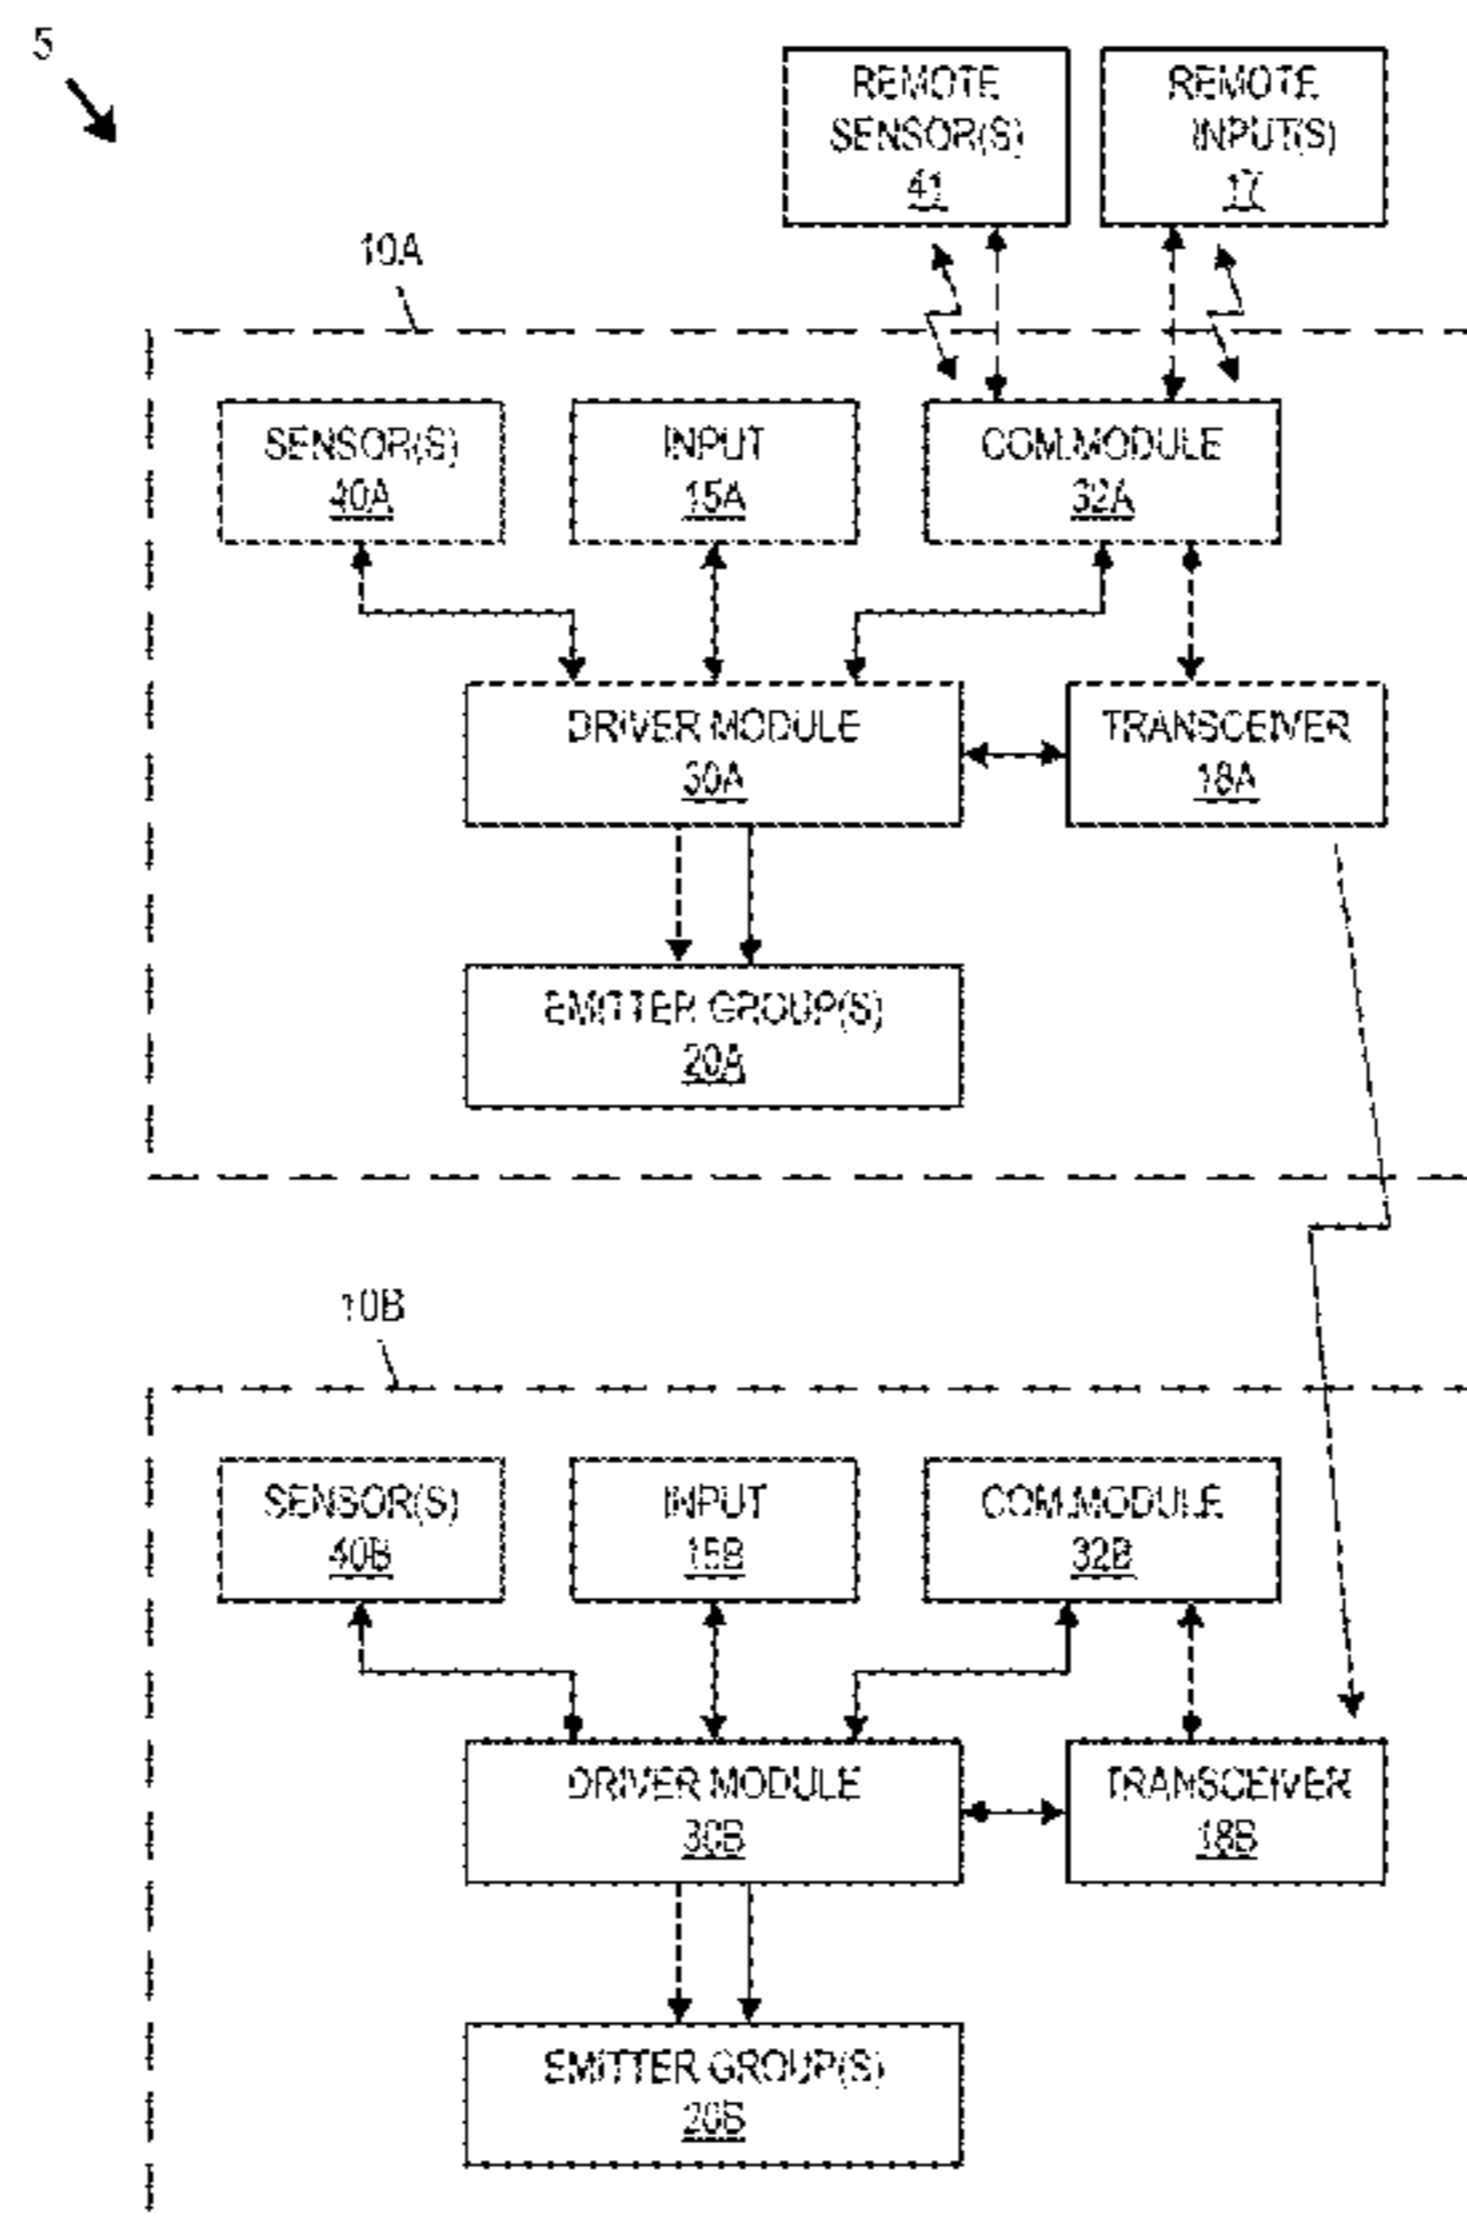 5
REMOTE
SENSOR(S)
41
REMOTE
INPUT(S)
17
10A
SENSOR(S)
40A
INPUT
15A
COM.MODULE
32A
DRIVER MODULE
30A
TRANSCEIVER
18A
EMITTER GROUP(S)
20A
10B
SENSOR(S)
40B
INPUT
15B
COM.MODULE
32B
DRIVER MODULE
30B
TRANSCEIVER
18B
EMITTER GROUP(S)
20B